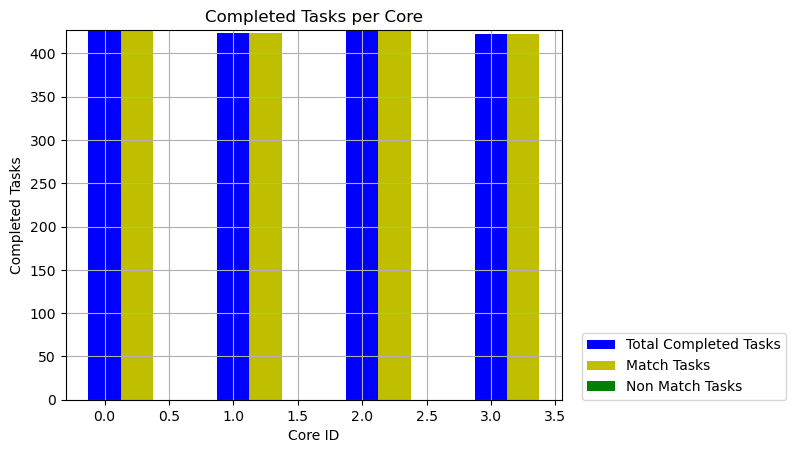 Completed Tasks per Core
Completed Tasks
400
350
300
250
200
150
100
50
0
0.0 0.5 1.0 1.5 2.0 2.5 3.0 3.5
Core ID
Total Completed Tasks
Match Tasks
Non Match Tasks